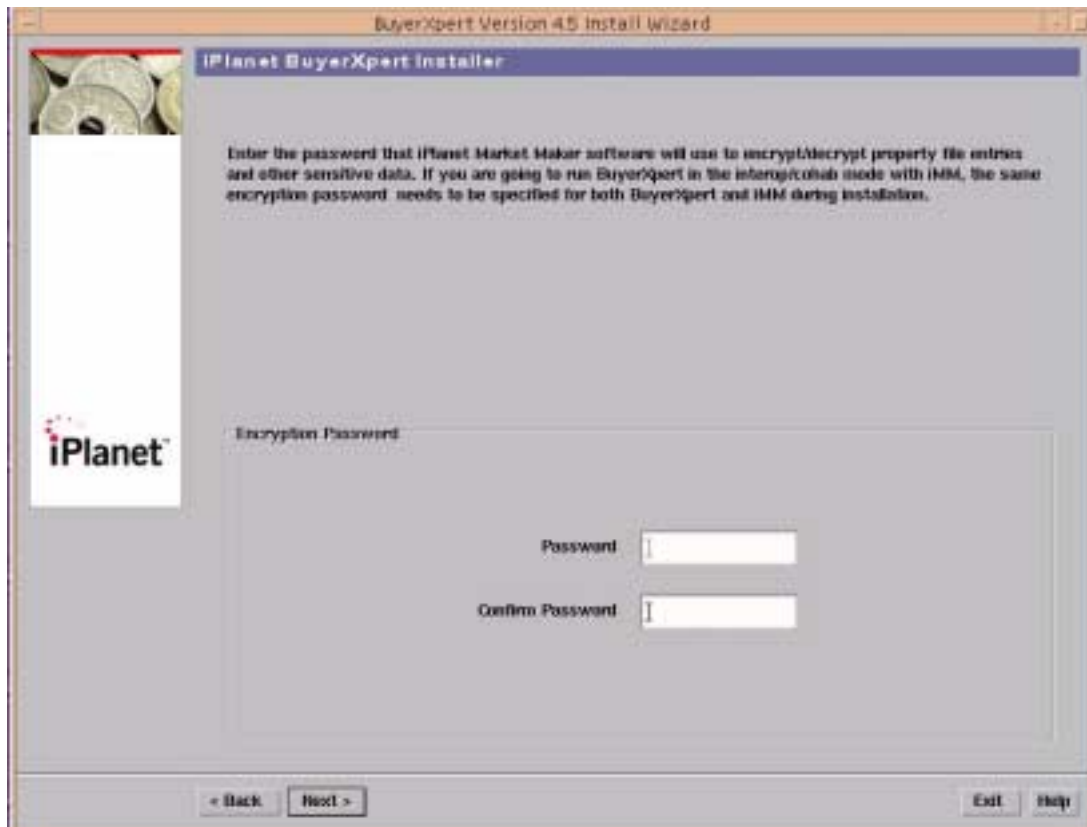 BuyerXpert Version 4.5 Install Wizard
iPlanet BuyerXpert Installer
Enter the password that iPlanet Market Maker software will use to encrypt/decrypt property file entries
and other sensitive data. If you are going to run BuyerXpert in the interop/cohab mode with iMM, the same
encryption password needs to be specified for both BuyerXpert and iMM during installation.
iPlanet™
Encryption Password
Password
Confirm Password
< Back
Next >
Exit
Help